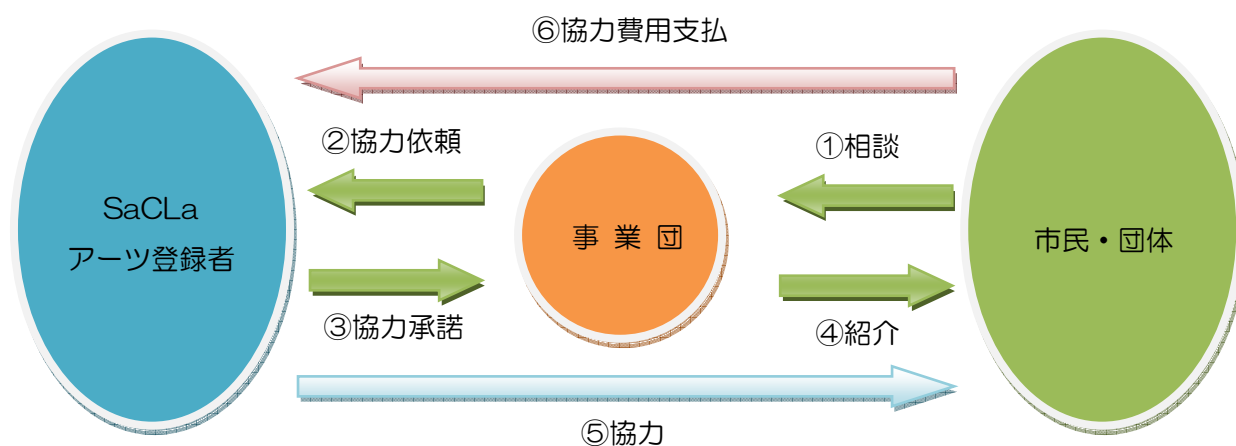 ⑥協力費用支払
②協力依頼
①相談
SaCLa
アーツ登録者
事 業 団
市民・団体
③協力承諾
④紹介
⑤協力